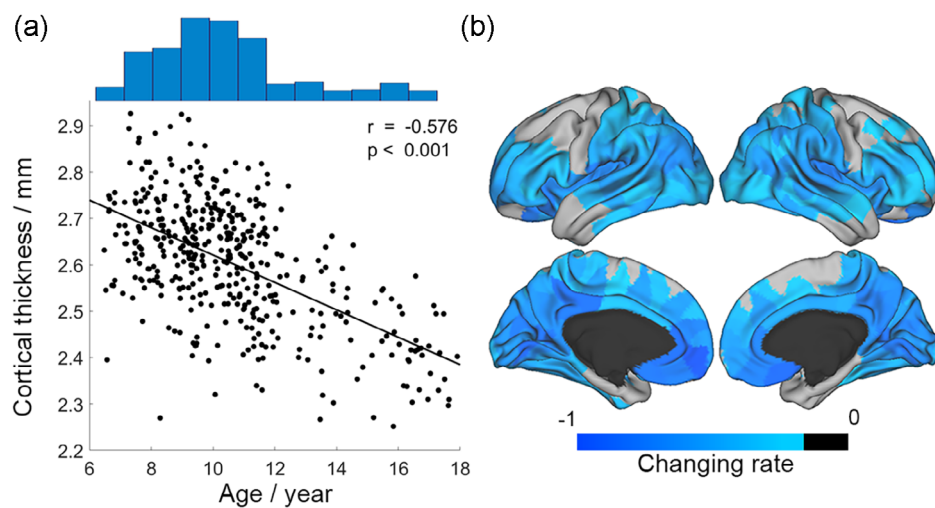 (a)
(b)
r = -0.576
p < 0.001
2.9
2.8
2.7
2.6
2.5
2.4
2.3
2.2
Cortical thickness / mm
6 8 10 12 14 16 18
Age / year
-1 0
Changing rate